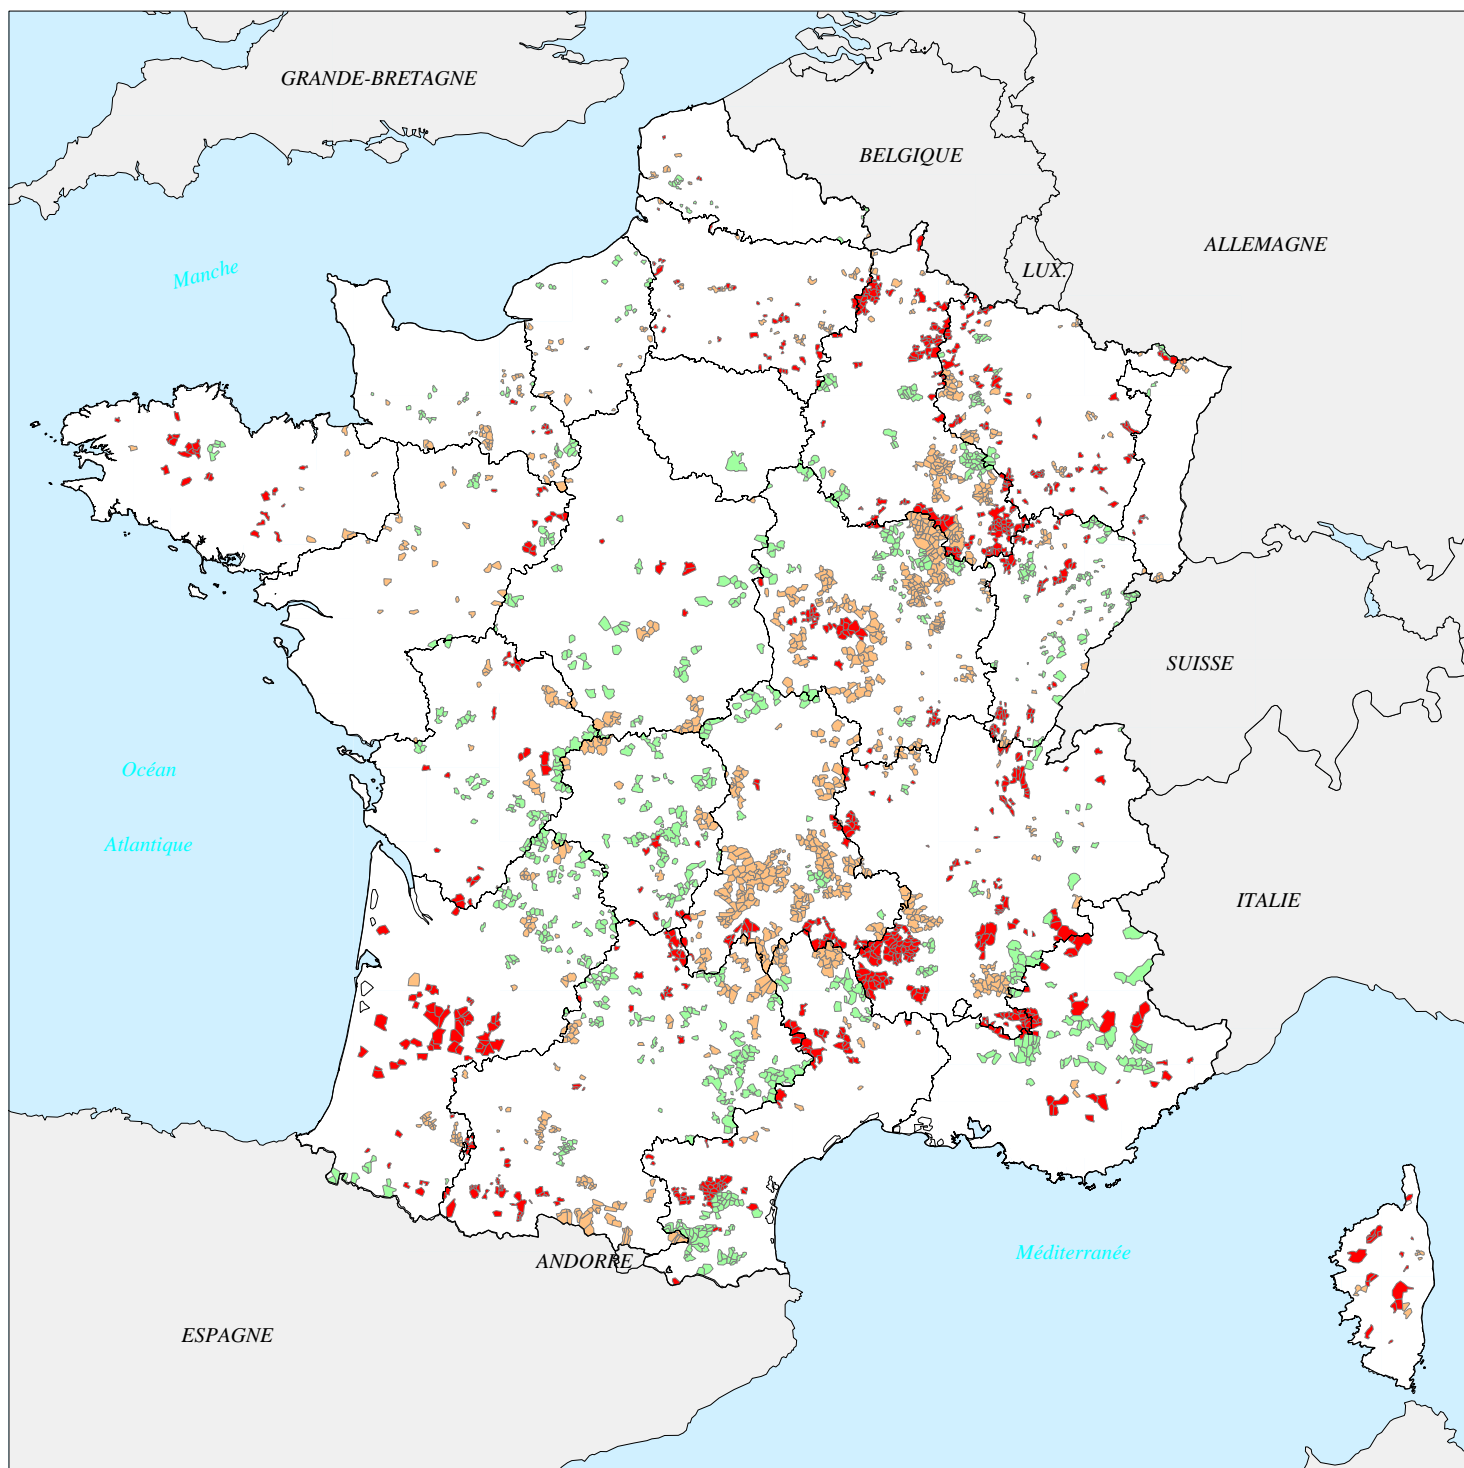 GRANDE-BRETAGNE
BELGIQUE
ALLEMAGNE
LUX.
Manche
SUISSE
Océan
Atlantique
ITALIE
Méditerranée
ANDORRE
ESPAGNE